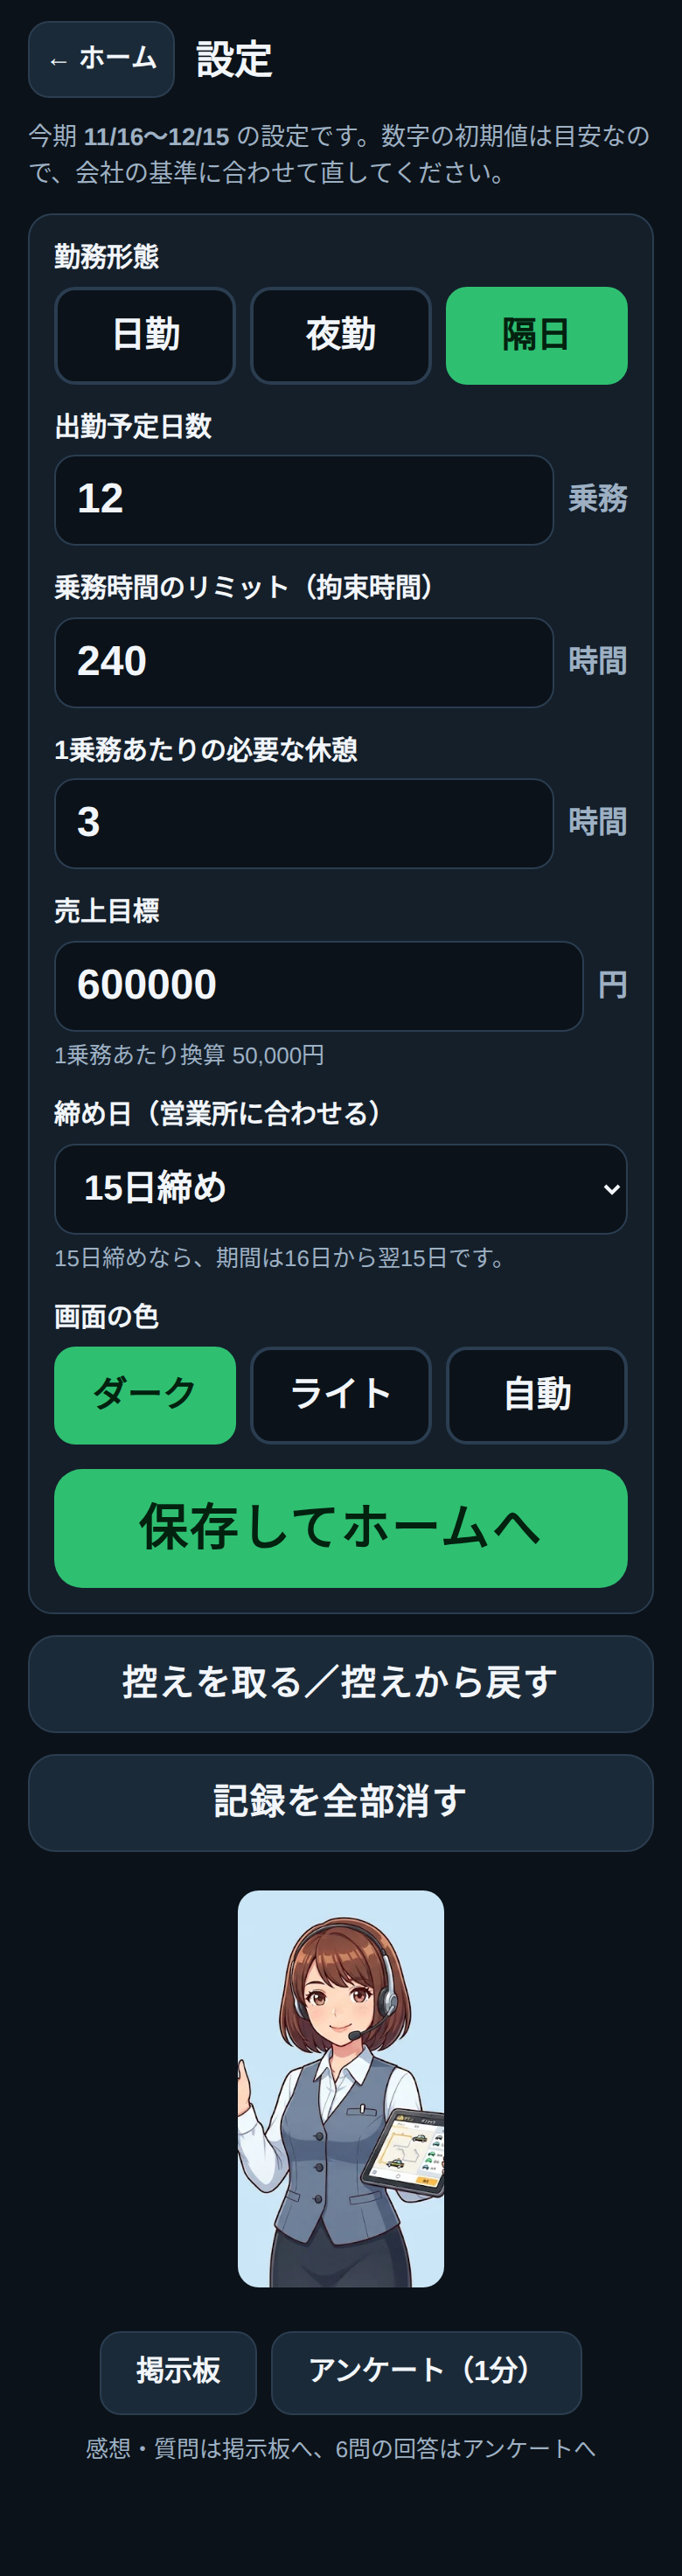 ← ホーム 設定
今期 11/16〜12/15 の設定です。数字の初期値は目安なの
で、会社の基準に合わせて直してください。
勤務形態
日勤 夜勤 隔日
出勤予定日数
12 乗務
乗務時間のリミット（拘束時間）
240 時間
1乗務あたりの必要な休憩
3 時間
売上目標
600000 円
1乗務あたり換算 50,000円
締め日（営業所に合わせる）
15日締め
15日締めなら、期間は16日から翌15日です。
画面の色
ダーク ライト 自動
保存してホームへ
控えを取る／控えから戻す
記録を全部消す
掲示板 アンケート（1分）
感想・質問は掲示板へ、6問の回答はアンケートへ